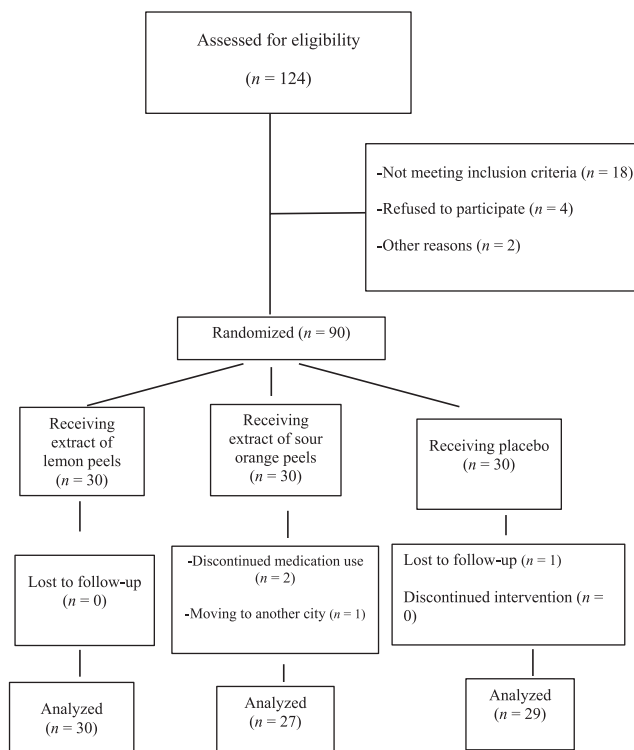 Assessed for eligibility
(n = 124)
-Not meeting inclusion criteria (n = 18)
-Refused to participate (n = 4)
-Other reasons (n = 2)
Randomized (n = 90)
Receiving
extract of
lemon peels
(n = 30)
Receiving
extract of sour
orange peels
(n = 30)
Receiving placebo
(n = 30)
Lost to follow-up
(n = 0)
-Discontinued medication use
(n = 2)
-Moving to another city (n = 1)
Lost to follow-up (n = 1)
Discontinued intervention (n =
0)
Analyzed
(n = 30)
Analyzed
(n = 27)
Analyzed
(n = 29)